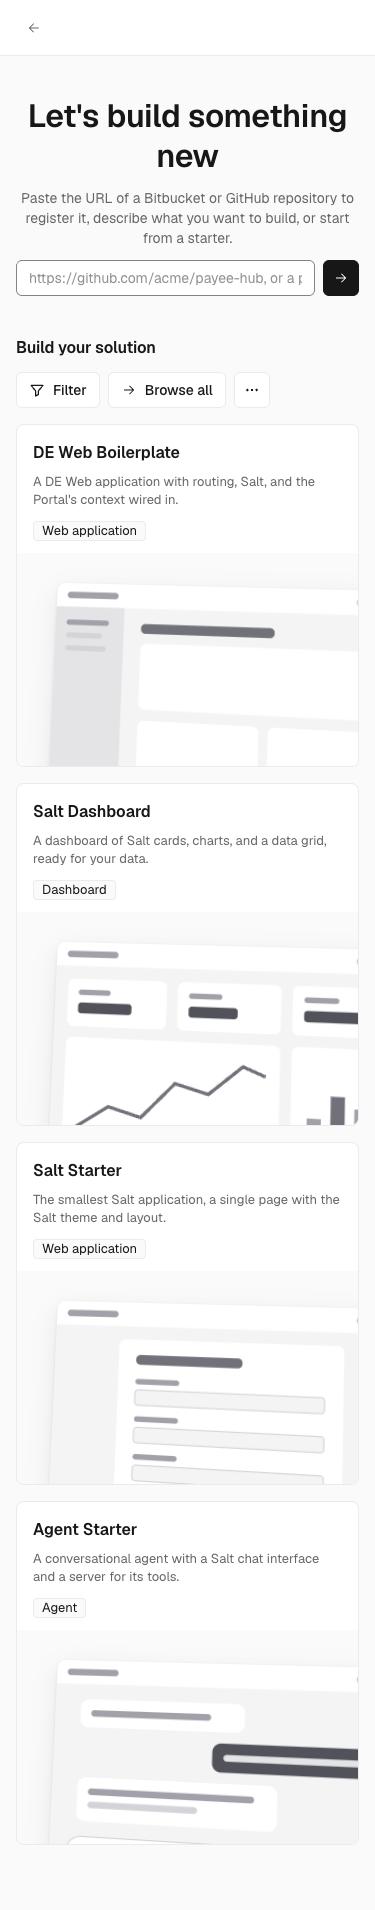 Let's build something
new
Paste the URL of a Bitbucket or GitHub repository to
register it, describe what you want to build, or start
from a starter.
https://github.com/acme/payee-hub, or a p
Build your solution
Filter
Browse all
DE Web Boilerplate
A DE Web application with routing, Salt, and the
Portal's context wired in.
Web application
Salt Dashboard
A dashboard of Salt cards, charts, and a data grid,
ready for your data.
Dashboard
Salt Starter
The smallest Salt application, a single page with the
Salt theme and layout.
Web application
Agent Starter
A conversational agent with a Salt chat interface
and a server for its tools.
Agent